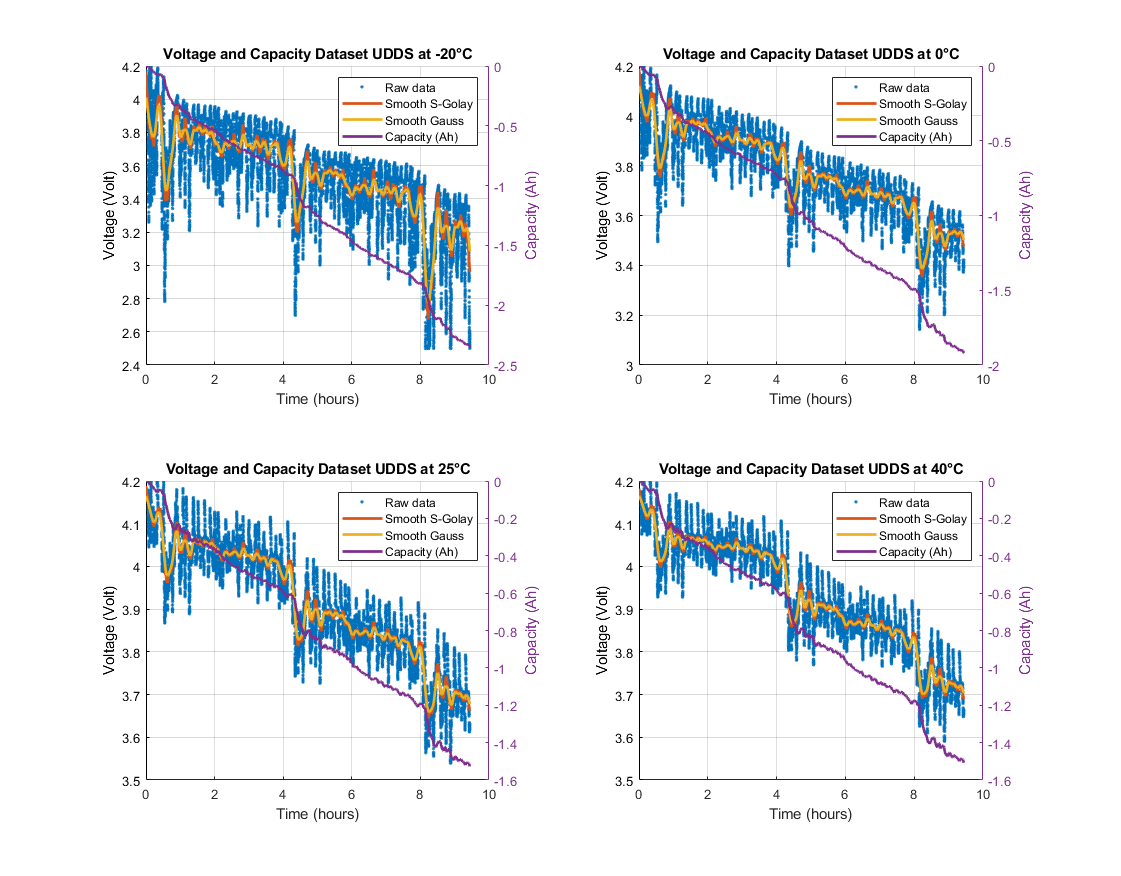 Voltage and Capacity Dataset UDDS at -20°C
4.2
4
3.8
3.6
3.4
3.2
3
2.8
2.6
2.4
Voltage (Volt)
Raw data
Smooth S-Golay
Smooth Gauss
Capacity (Ah)
0
-0.5
-1
-1.5
-2
-2.5
Capacity (Ah)
0 2 4 6 8 10
Time (hours)
Voltage and Capacity Dataset UDDS at 0°C
4.2
4
3.8
3.6
3.4
3.2
3
Voltage (Volt)
Raw data
Smooth S-Golay
Smooth Gauss
Capacity (Ah)
0
-0.5
-1
-1.5
-2
Capacity (Ah)
0 2 4 6 8 10
Time (hours)
Voltage and Capacity Dataset UDDS at 25°C
4.2
4.1
4
3.9
3.8
3.7
3.6
3.5
Voltage (Volt)
Raw data
Smooth S-Golay
Smooth Gauss
Capacity (Ah)
0
-0.2
-0.4
-0.6
-0.8
-1
-1.2
-1.4
-1.6
Capacity (Ah)
0 2 4 6 8 10
Time (hours)
Voltage and Capacity Dataset UDDS at 40°C
4.2
4.1
4
3.9
3.8
3.7
3.6
3.5
Voltage (Volt)
Raw data
Smooth S-Golay
Smooth Gauss
Capacity (Ah)
0
-0.2
-0.4
-0.6
-0.8
-1
-1.2
-1.4
-1.6
Capacity (Ah)
0 2 4 6 8 10
Time (hours)